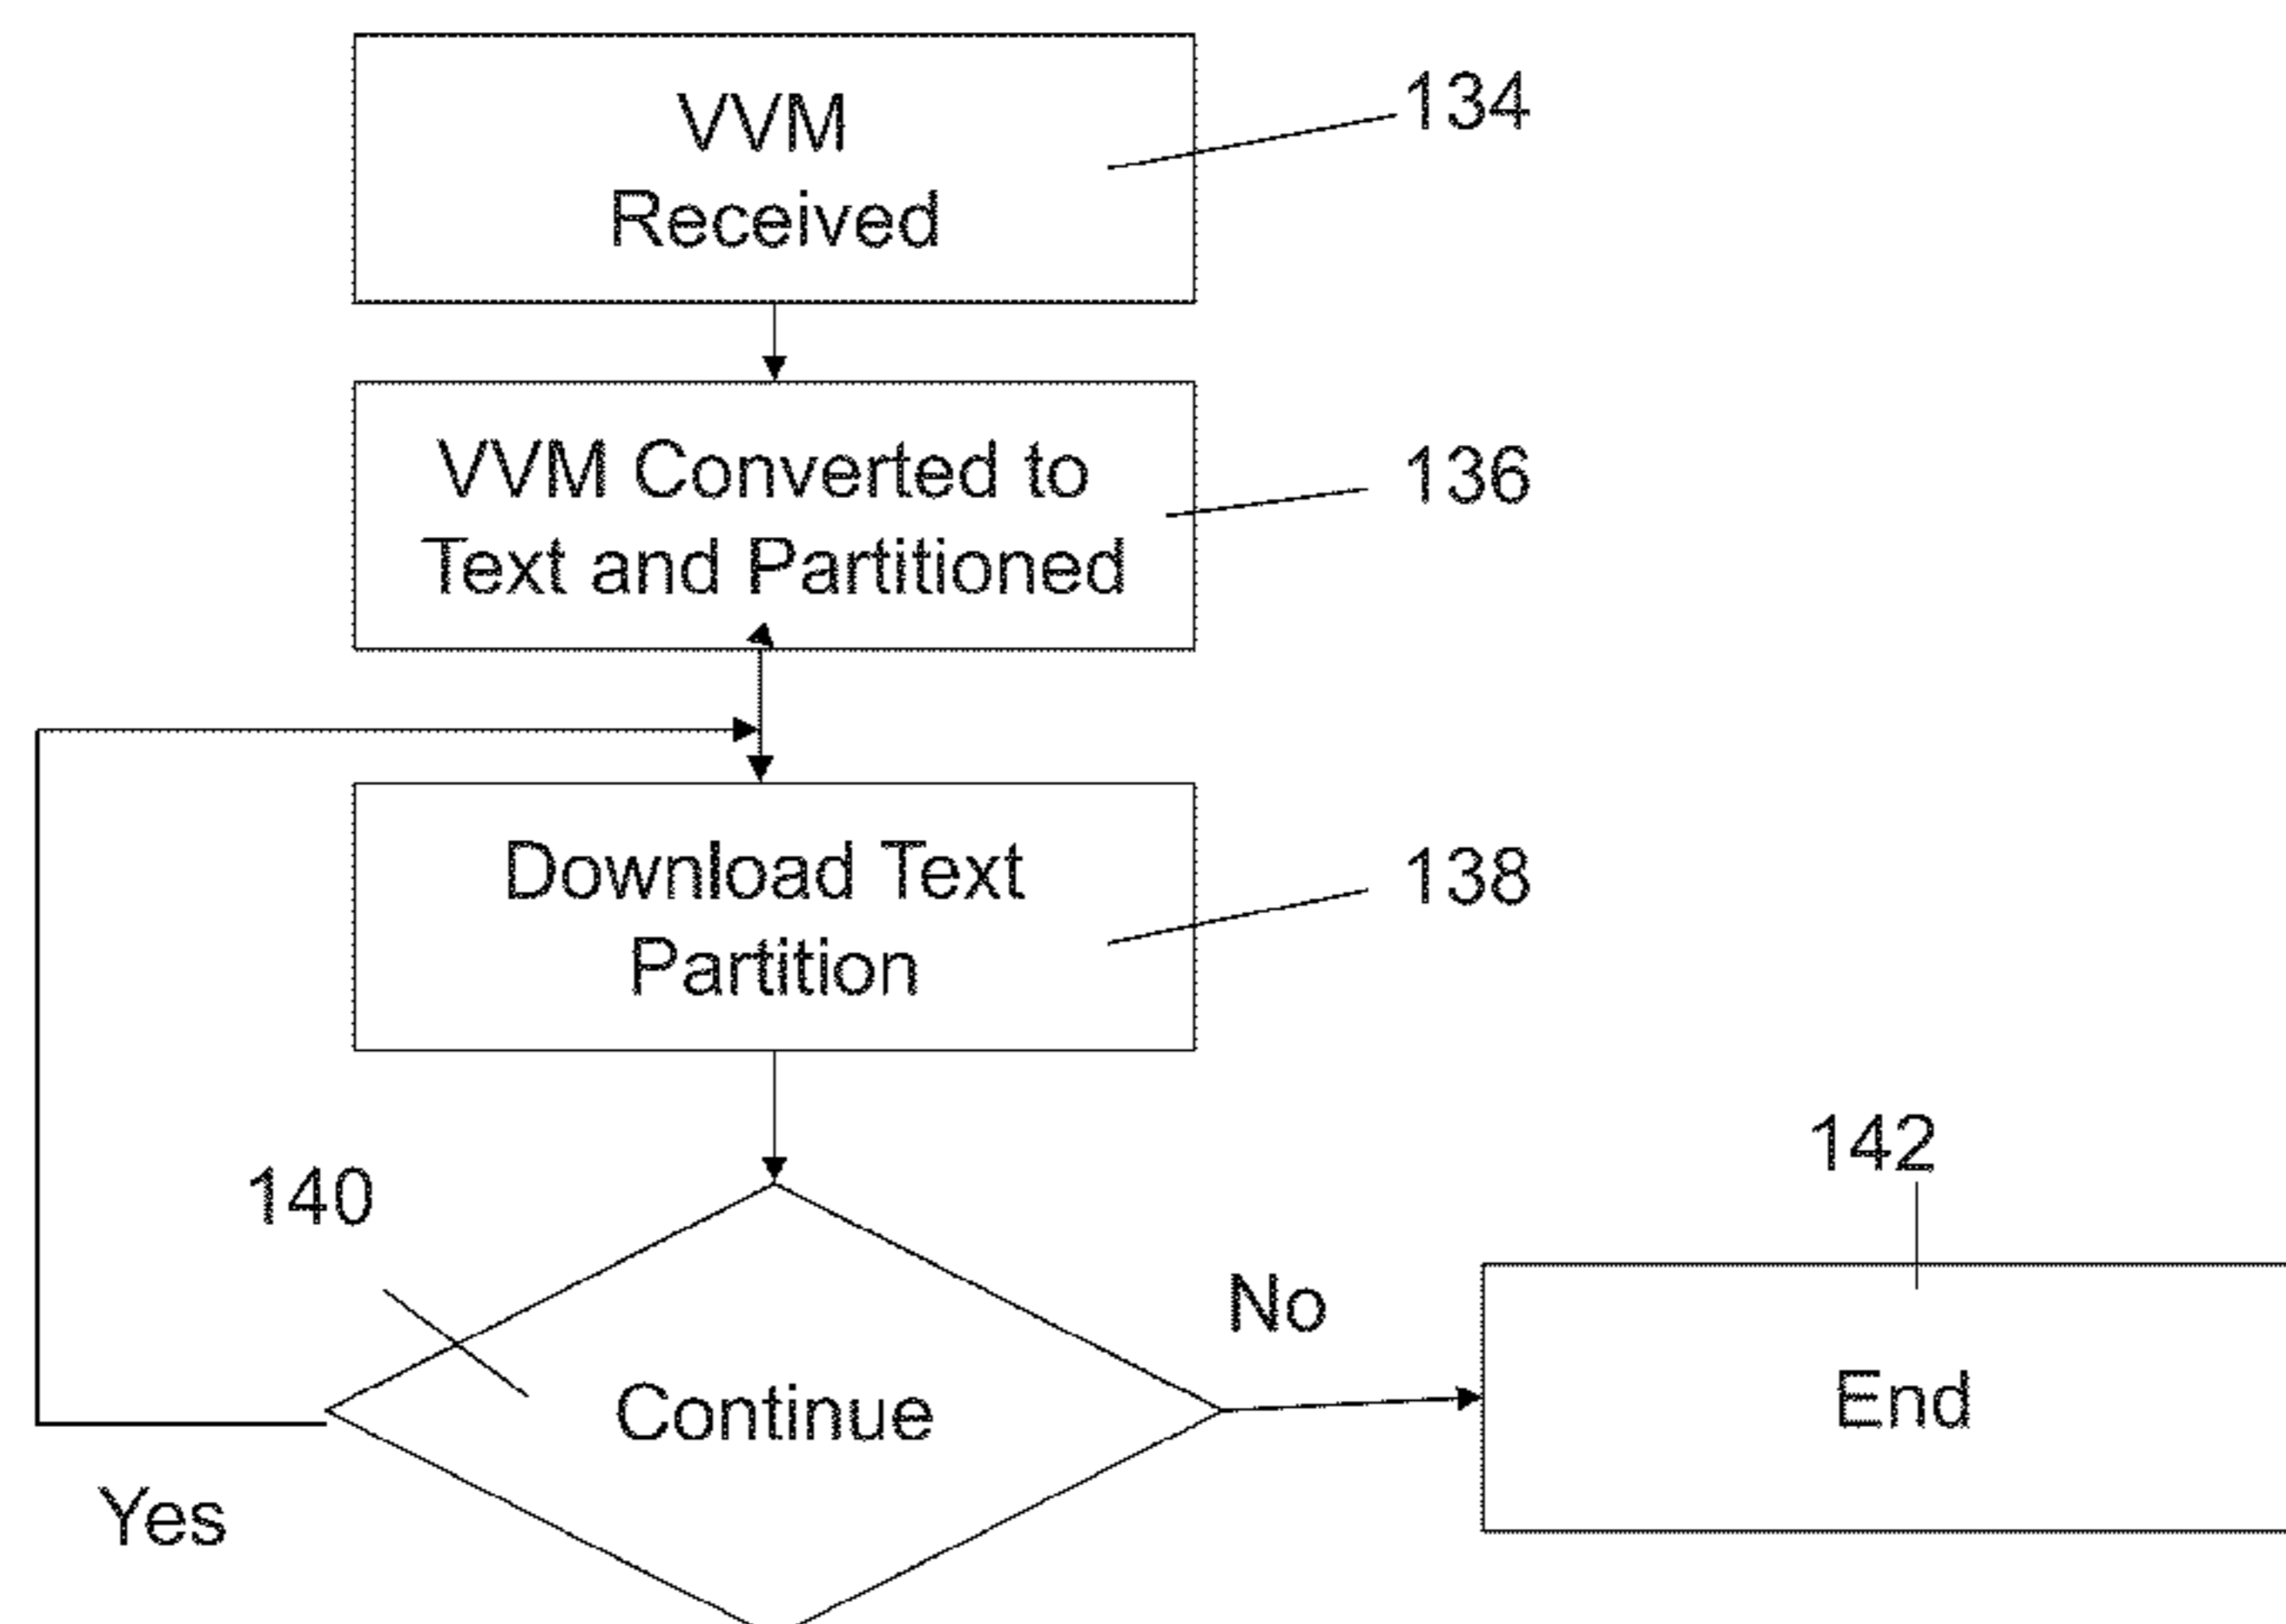 VVM
Received
134
VVM Converted to
Text and Partitioned
136
Download Text
Partition
138
140
142
Continue
No
End
Yes